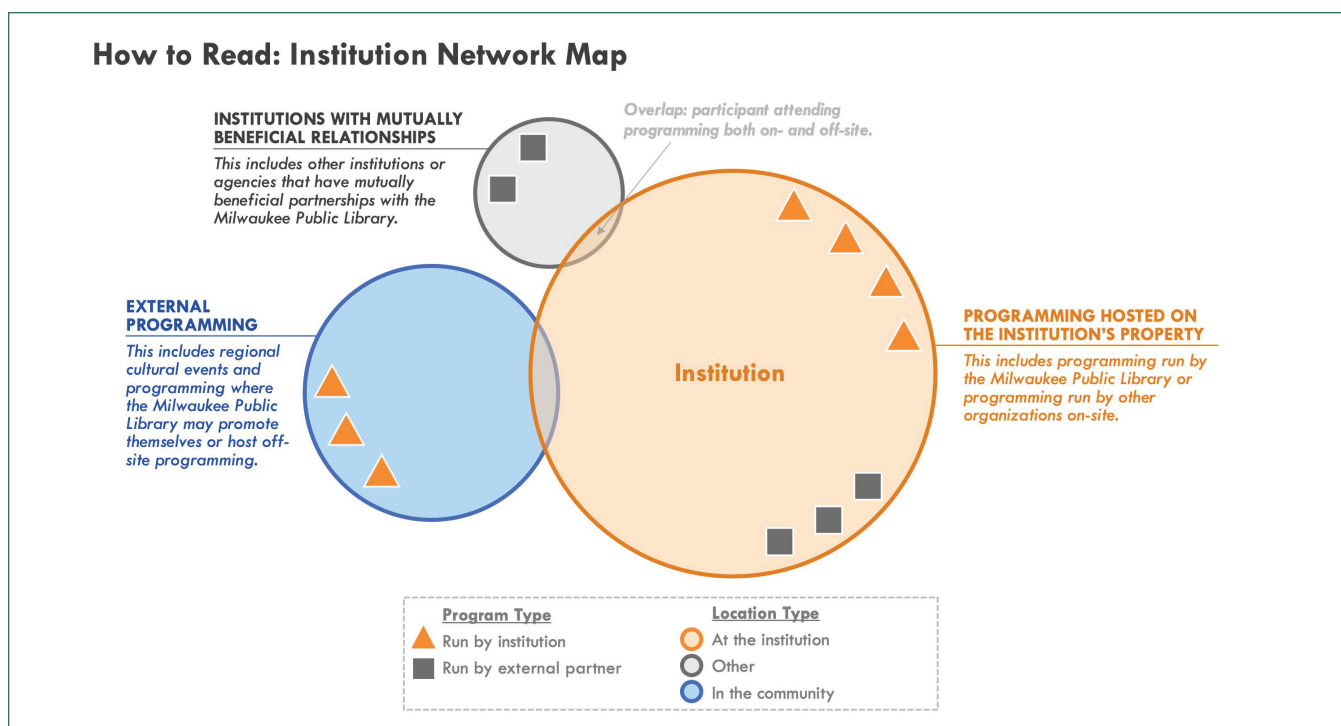 How to Read: Institution Network Map
INSTITUTIONS WITH MUTUALLY
BENEFICIAL RELATIONSHIPS
This includes other institutions or
agencies that have mutually
beneficial partnerships with the
Milwaukee Public Library.
Overlap: participant attending
programming both on- and off-site.
EXTERNAL
PROGRAMMING
This includes regional
cultural events and
programming where
the Milwaukee Public
Library may promote
themselves or host off-
site programming.
Institution
PROGRAMMING HOSTED ON
THE INSTITUTION'S PROPERTY
This includes programming run by
the Milwaukee Public Library or
programming run by other
organizations on-site.
Program Type
Run by institution
Run by external partner
Location Type
At the institution
Other
In the community